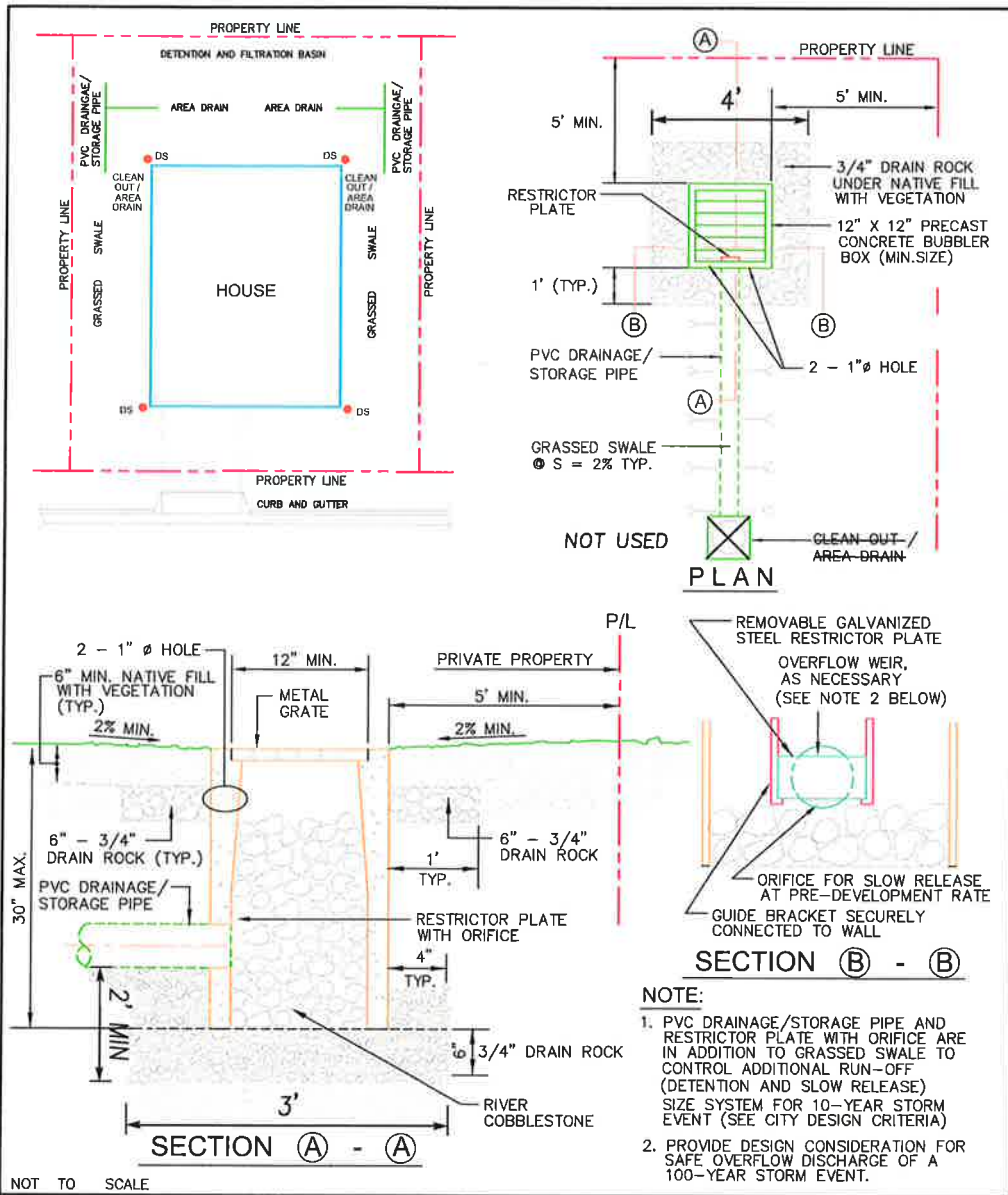 PROPERTY LINE
DETENTION AND FILTRATION BASIN
PVC DRAINGAE/
STORAGE PIPE
AREA DRAIN
AREA DRAIN
PVC DRAINGAE/
STORAGE PIPE
DS
DS
CLEAN
OUT /
AREA
DRAIN
CLEAN
OUT /
AREA
DRAIN
PROPERTY LINE
GRASSED SWALE
HOUSE
GRASSED SWALE
PROPERTY LINE
DS
DS
PROPERTY LINE
CURB AND GUTTER
A
PROPERTY LINE
4'
5' MIN.
5' MIN.
3/4" DRAIN ROCK
UNDER NATIVE FILL
WITH VEGETATION
RESTRICTOR
PLATE
12" X 12" PRECAST
CONCRETE BUBBLER
BOX (MIN.SIZE)
1' (TYP.)
B
B
PVC DRAINAGE/
STORAGE PIPE
2 - 1"ø HOLE
A
GRASSED SWALE
@ S = 2% TYP.
NOT USED
CLEAN OUT /
AREA DRAIN
PLAN
2 - 1" ø HOLE
6" MIN. NATIVE FILL
WITH VEGETATION
(TYP.)
12" MIN.
METAL
GRATE
PRIVATE PROPERTY
P/L
5' MIN.
2% MIN.
2% MIN.
30" MAX.
6" - 3/4"
DRAIN ROCK (TYP.)
6" - 3/4"
DRAIN ROCK
1'
TYP.
PVC DRAINAGE/
STORAGE PIPE
RESTRICTOR PLATE
WITH ORIFICE
4"
TYP.
2' MIN
6"
3/4" DRAIN ROCK
3'
RIVER
COBBLESTONE
SECTION A - A
REMOVABLE GALVANIZED
STEEL RESTRICTOR PLATE
OVERFLOW WEIR,
AS NECESSARY
(SEE NOTE 2 BELOW)
ORIFICE FOR SLOW RELEASE
AT PRE-DEVELOPMENT RATE
GUIDE BRACKET SECURELY
CONNECTED TO WALL
SECTION B - B
NOTE:
1. PVC DRAINAGE/STORAGE PIPE AND
RESTRICTOR PLATE WITH ORIFICE ARE
IN ADDITION TO GRASSED SWALE TO
CONTROL ADDITIONAL RUN-OFF
(DETENTION AND SLOW RELEASE)
SIZE SYSTEM FOR 10-YEAR STORM
EVENT (SEE CITY DESIGN CRITERIA)
2. PROVIDE DESIGN CONSIDERATION FOR
SAFE OVERFLOW DISCHARGE OF A
100-YEAR STORM EVENT.
NOT TO SCALE